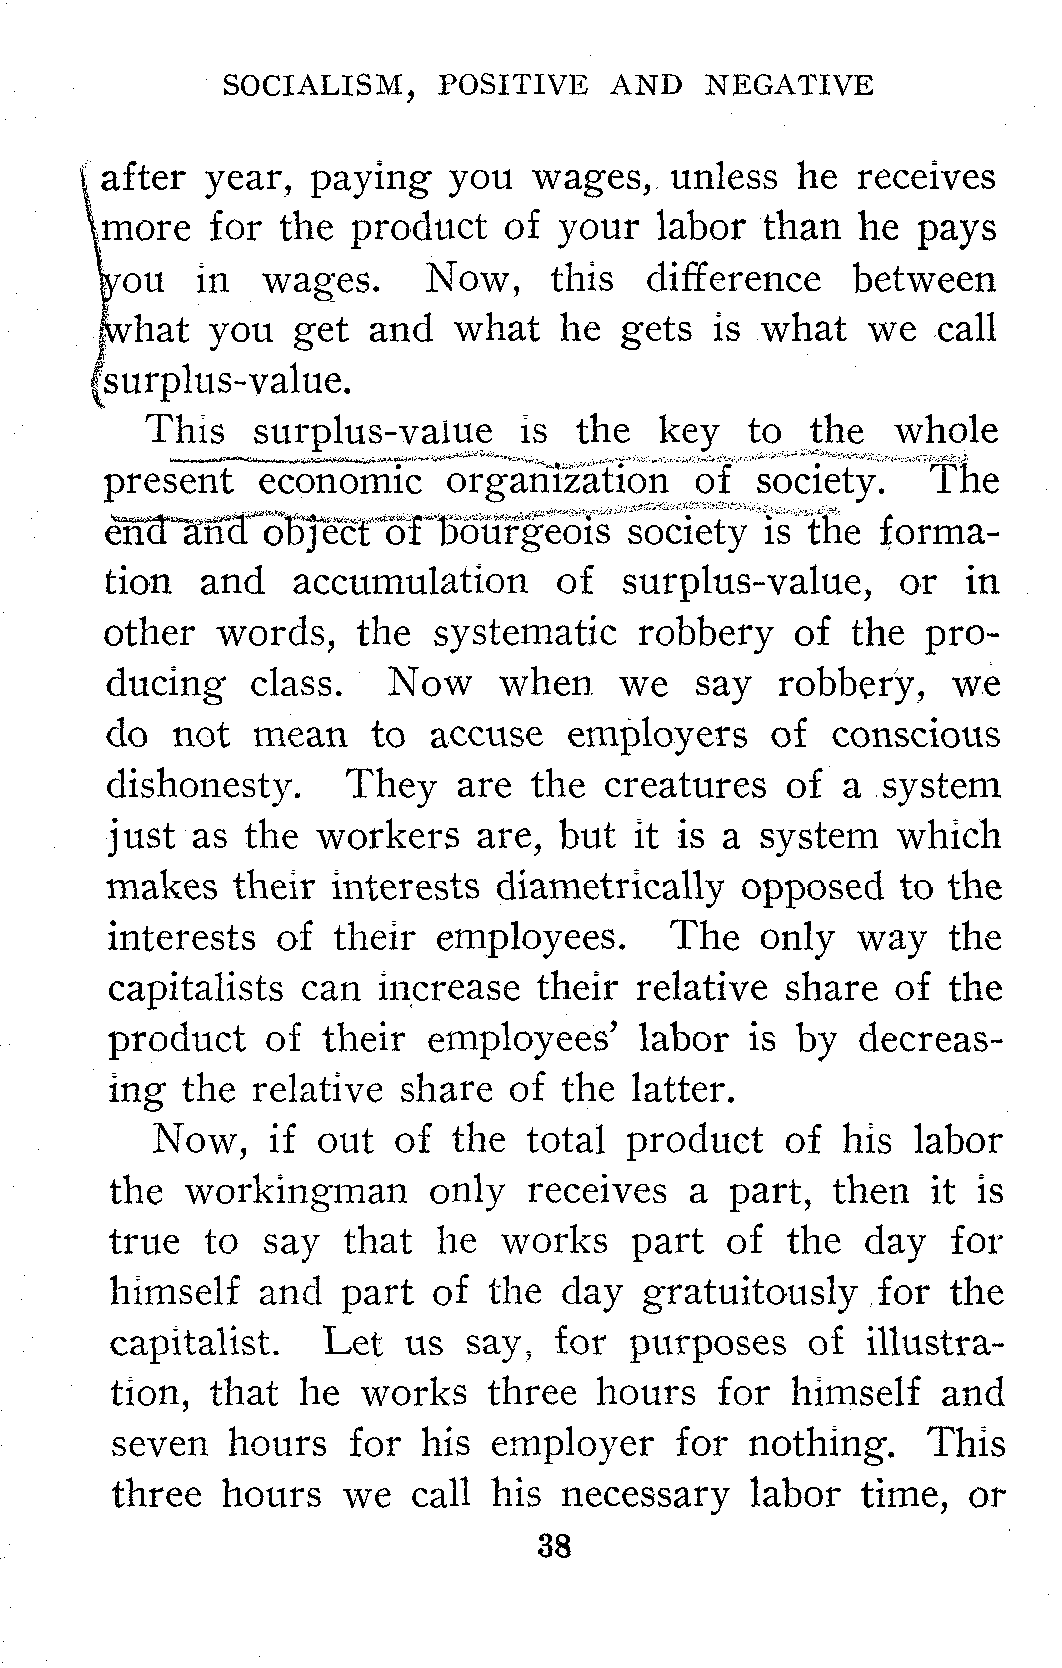 SOCIALISM, POSITIVE AND NEGATIVE
after year, paying you wages, unless he receives
more for the product of your labor than he pays
you in wages. Now, this difference between
what you get and what he gets is what we call
surplus-value.
This surplus-value is the key to the whole
present economic organization of society. The
end and object of bourgeois society is the forma-
tion and accumulation of surplus-value, or in
other words, the systematic robbery of the pro-
ducing class. Now when we say robbery, we
do not mean to accuse employers of conscious
dishonesty. They are the creatures of a system
just as the workers are, but it is a system which
makes their interests diametrically opposed to the
interests of their employees. The only way the
capitalists can increase their relative share of the
product of their employees’ labor is by decreas-
ing the relative share of the latter.
Now, if out of the total product of his labor
the workingman only receives a part, then it is
true to say that he works part of the day for
himself and part of the day gratuitously for the
capitalist. Let us say, for purposes of illustra-
tion, that he works three hours for himself and
seven hours for his employer for nothing. This
three hours we call his necessary labor time, or
38